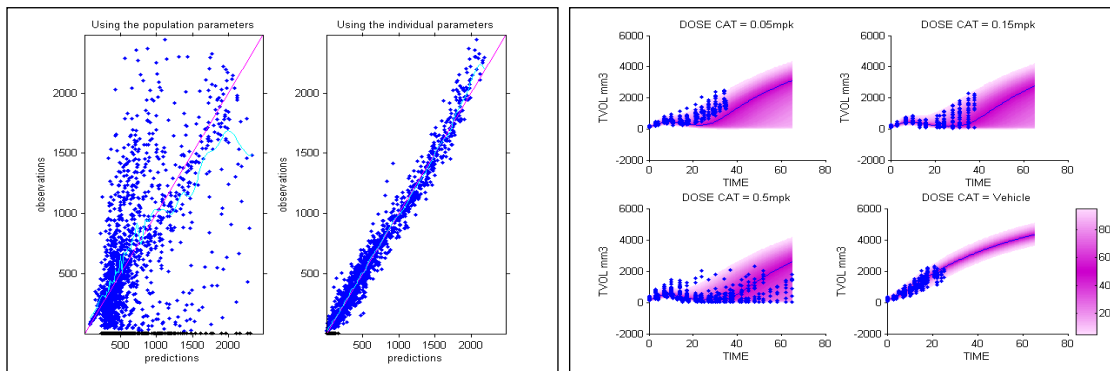 Using the population parameters
Using the individual parameters
2000
1500
1000
500
observations
500 1000 1500 2000
predictions
2000
1500
1000
500
observations
500 1000 1500 2000
predictions
DOSE CAT = 0.05mpk
6000
4000
2000
0
-2000
TVOL mm3
0 20 40 60 80
TIME
DOSE CAT = 0.15mpk
6000
4000
2000
0
-2000
TVOL mm3
0 20 40 60 80
TIME
DOSE CAT = 0.5mpk
6000
4000
2000
0
-2000
TVOL mm3
0 20 40 60 80
TIME
DOSE CAT = Vehicle
6000
4000
2000
0
-2000
TVOL mm3
0 20 40 60 80
TIME
80
60
40
20